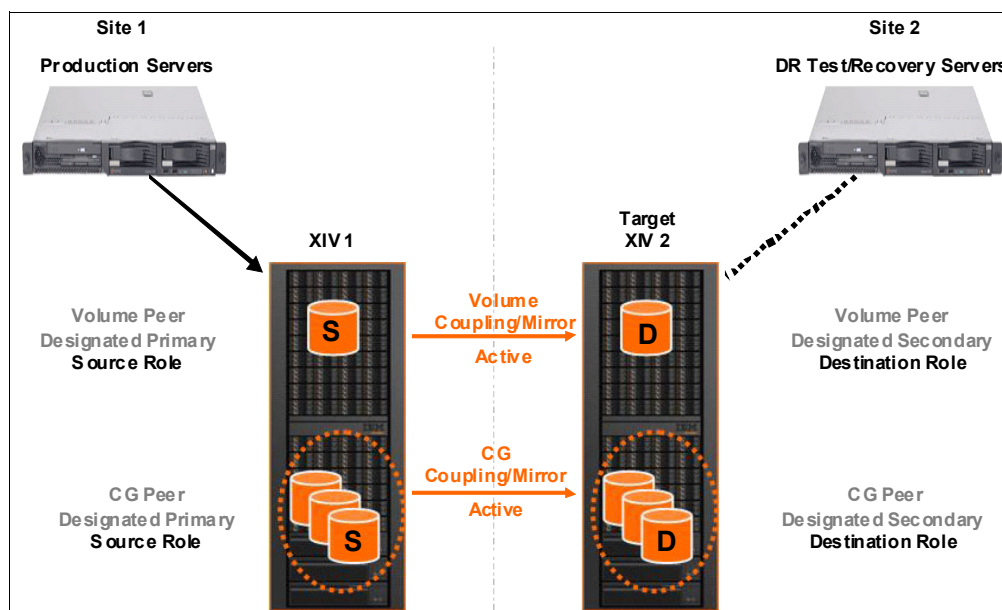 Site 1
Production Servers
Site 2
DR Test/Recovery Servers
XIV 1
Target
XIV 2
Volume Peer
Designated Primary
Source Role
S
Volume
Coupling/Mirror
Active
D
Volume Peer
Designated Secondary
Destination Role
IBM
IBM
CG Peer
Designated Primary
Source Role
S
CG
Coupling/Mirror
Active
D
CG Peer
Designated Secondary
Destination Role